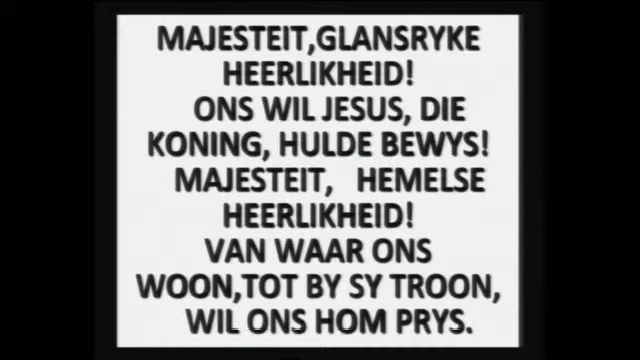 MAJESTEIT,GLANSRYKE
HEERLIKHEID!
ONS WIL JESUS, DIE
KONING, HULDE BEWYS!
MAJESTEIT, HEMELSE
HEERLIKHEID!
VAN WAAR ONS
WOON,TOT BY SY TROON,
WIL ONS HOM PRYS.